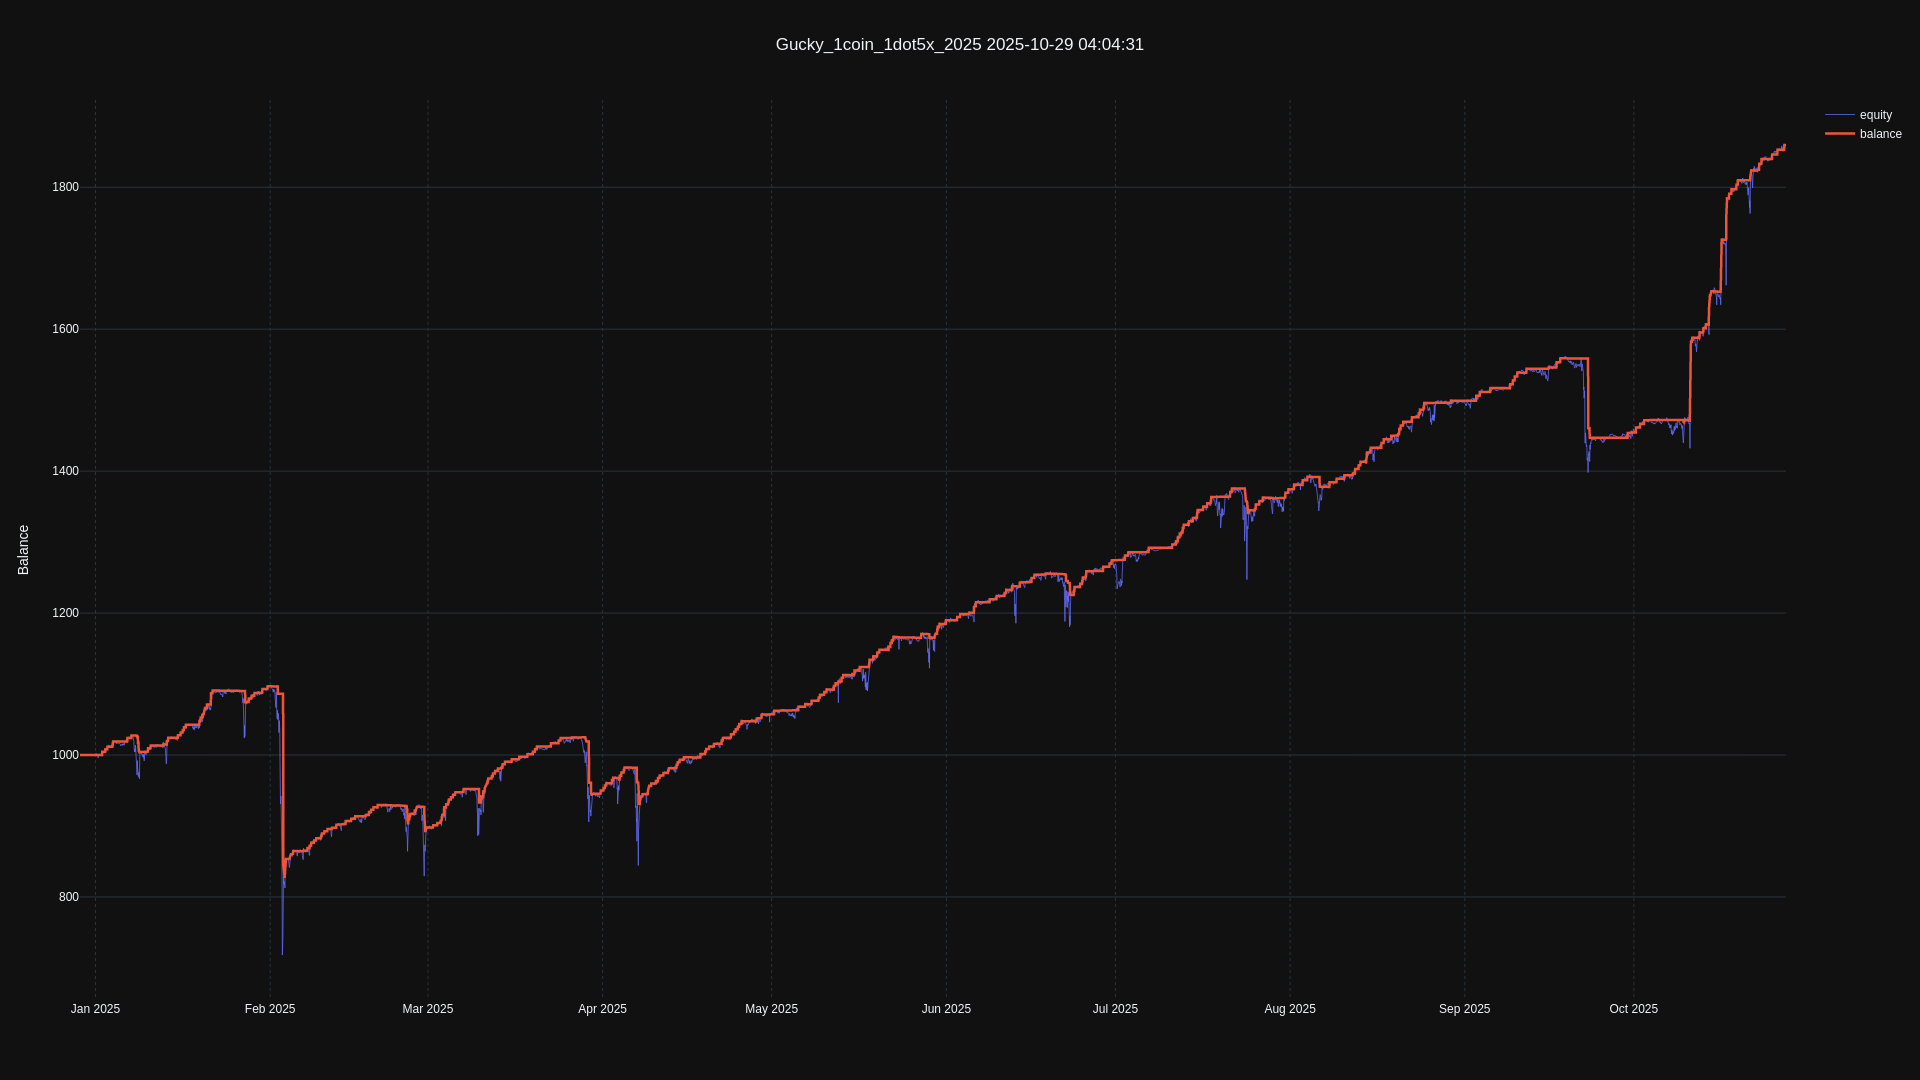 Gucky_1coin_1dot5x_2025 2025-10-29 04:04:31
equity
balance
Balance
1800
1600
1400
1200
1000
800
Jan 2025
Feb 2025
Mar 2025
Apr 2025
May 2025
Jun 2025
Jul 2025
Aug 2025
Sep 2025
Oct 2025